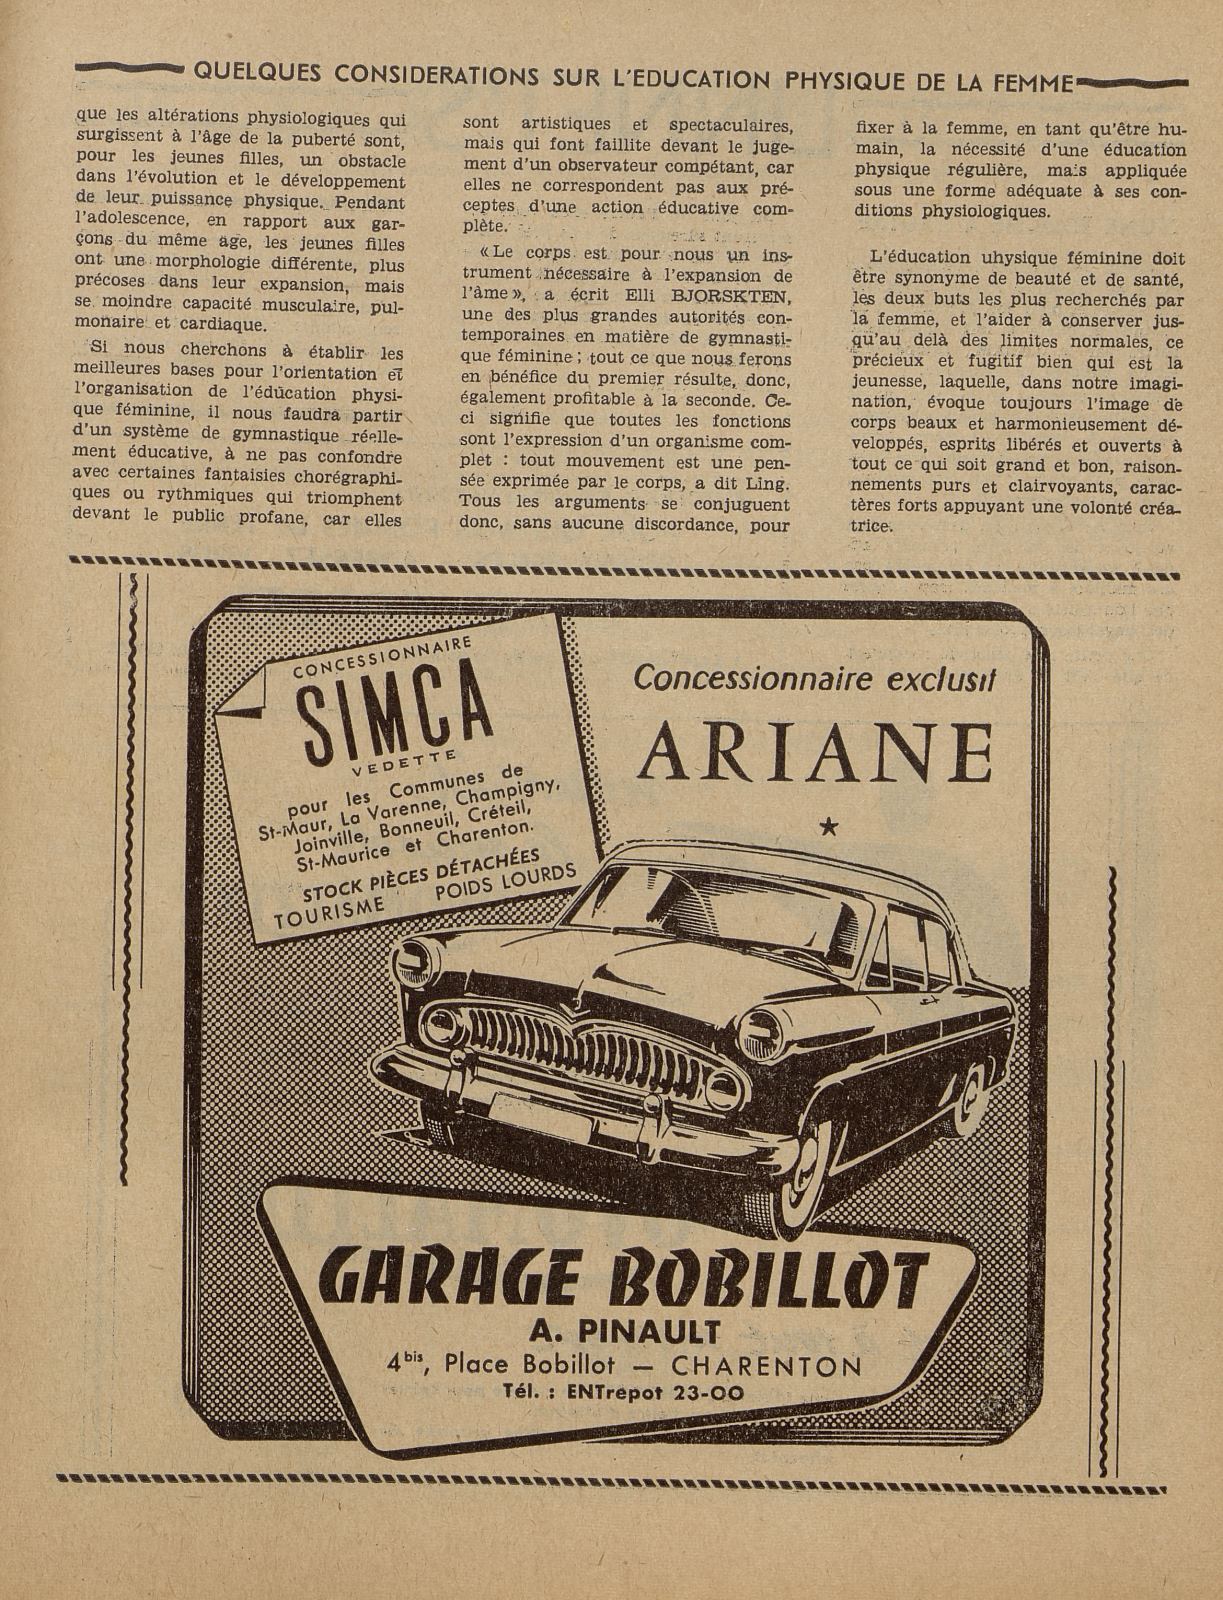 QUELQUES CONSIDERATIONS SUR L'EDUCATION PHYSIQUE DE LA FEMME
que les altérations physiologiques qui
surgissent à l'âge de la puberté sont,
pour les jeunes filles, un obstacle
dans l'évolution et le développement
de leur puissance physique. Pendant
l'adolescence, en rapport aux gar-
çons du même age, les jeunes filles
ont une morphologie différente, plus
précoses dans leur expansion, mais
se moindre capacité musculaire, pul-
monaire et cardiaque.
Si nous cherchons à établir les
meilleures bases pour l'orientation et
l'organisation de l'éducation physi-
que féminine, il nous faudra partir
d'un système de gymnastique réelle-
ment éducative, à ne pas confondre
avec certaines fantaisies chorégraphi-
ques ou rythmiques qui triomphent
devant le public profane, car elles
sont artistiques et spectaculaires,
mais qui font faillite devant le juge-
ment d'un observateur compétant, car
elles ne correspondent pas aux pré-
ceptes d'une action éducative com-
plète.
«Le corps est pour nous un ins-
trument nécessaire à l'expansion de
l'âme», a écrit Elli BJORSKTEN,
une des plus grandes autorités con-
temporaines en matière de gymnasti-
que féminine ; tout ce que nous ferons
en bénéfice du premier résulte, donc,
également profitable à la seconde. Ce-
ci signifie que toutes les fonctions
sont l'expression d'un organisme com-
plet : tout mouvement est une pen-
sée exprimée par le corps, a dit Ling.
Tous les arguments se conjuguent
donc, sans aucune discordance, pour
fixer à la femme, en tant qu'être hu-
main, la nécessité d'une éducation
physique régulière, mais appliquée
sous une forme adéquate à ses con-
ditions physiologiques.
L'éducation uhysique féminine doit
être synonyme de beauté et de santé,
les deux buts les plus recherchés par
la femme, et l'aider à conserver jus-
qu'au delà des limites normales, ce
précieux et fugitif bien qui est la
jeunesse, laquelle, dans notre imagi-
nation, évoque toujours l'image de
corps beaux et harmonieusement dé-
veloppés, esprits libérés et ouverts à
tout ce qui soit grand et bon, raison-
nements purs et clairvoyants, carac-
tères forts appuyant une volonté créa-
trice.
CONCESSIONNAIRE
SIMCA
VEDETTE
pour les Communes de
St-Maur, La Varenne, Champigny,
Joinville, Bonneuil, Créteil,
St-Maurice et Charenton.
STOCK PIÈCES DÉTACHÉES
TOURISME POIDS LOURDS
Concessionnaire exclusif
ARIANE
GARAGE BOBILLOT
A. PINAULT
4bis, Place Bobillot — CHARENTON
Tél. : ENTrepot 23-00